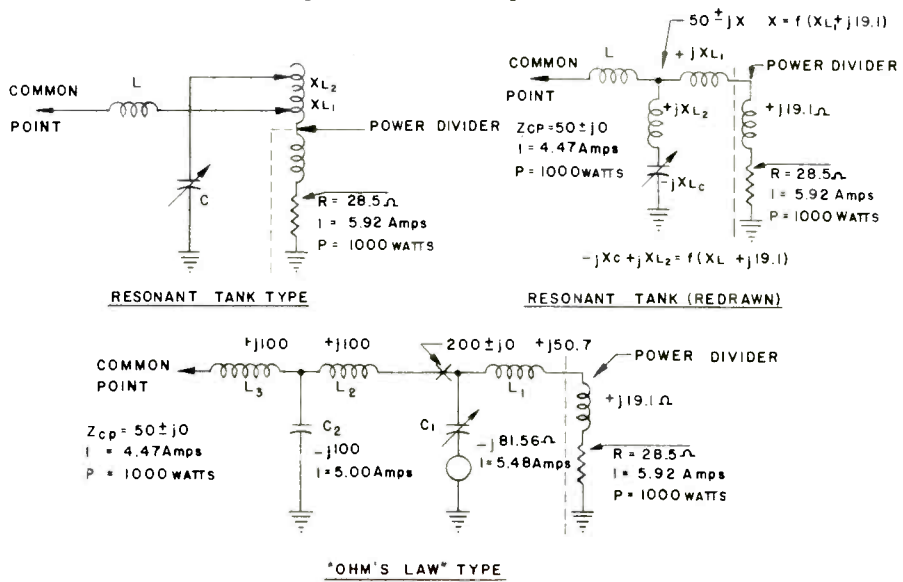 L
XL2
XL1
COMMON
POINT
POWER DIVIDER
C
R = 28.5Ω
I = 5.92 Amps
P = 1000 WATTS
RESONANT TANK TYPE
50 ± jX X = f(XL1+j19.1)
L
+jXL1
POWER DIVIDER
COMMON
POINT
+jXL2
+j19.1Ω
ZCP = 50 ± j0
I = 4.47 Amps
P = 1000 WATTS
-jXLC
R = 28.5Ω
I = 5.92 Amps
P = 1000 WATTS
-jXC + jXL2 = f(XL + j19.1)
RESONANT TANK (REDRAWN)
+j100
+j100
200 ± j0
+j50.7
POWER DIVIDER
COMMON
POINT
L3
L2
L1
+j19.1Ω
ZCP = 50 ± j0
I = 4.47 Amps
P = 1000 WATTS
C2
-j100
I = 5.00 Amps
C1
-j81.56Ω
I = 5.48 Amps
R = 28.5Ω
I = 5.92 Amps
P = 1000 WATTS
"OHM'S LAW" TYPE